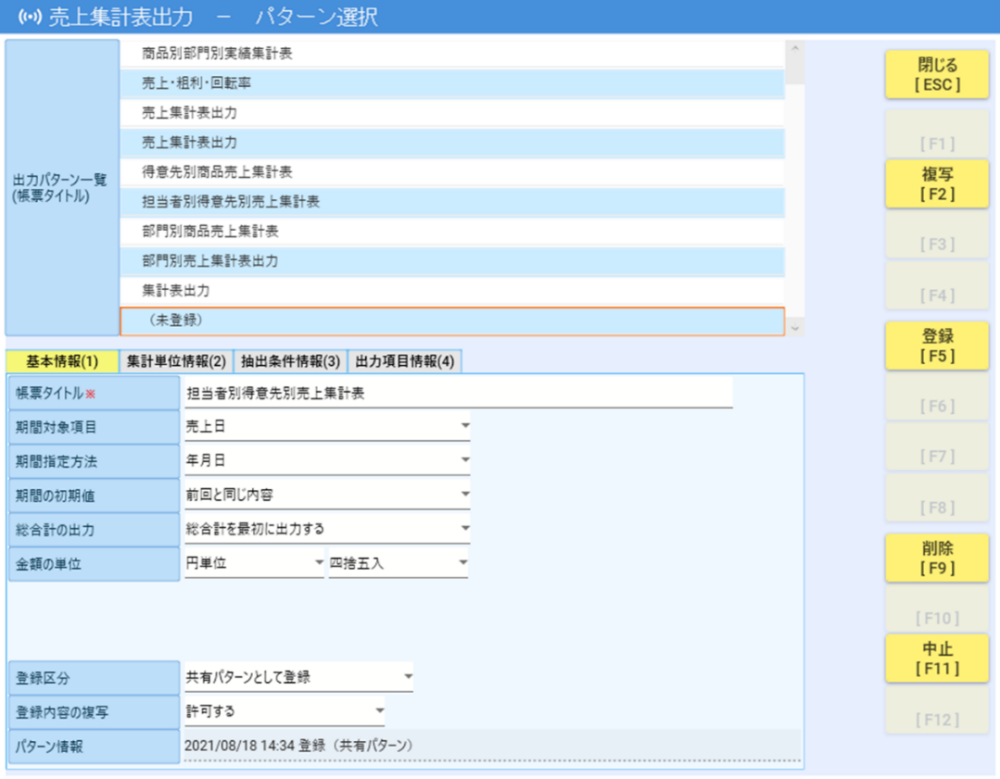 売上集計表出力 － パターン選択
出力パターン一覧
(帳票タイトル)
商品別部門別実績集計表
売上・粗利・回転率
売上集計表出力
売上集計表出力
得意先別商品売上集計表
担当者別得意先別売上集計表
部門別商品売上集計表
部門別売上集計表出力
集計表出力
（未登録）
基本情報(1) 集計単位情報(2) 抽出条件情報(3) 出力項目情報(4)
帳票タイトル※ 担当者別得意先別売上集計表
期間対象項目 売上日
期間指定方法 年月日
期間の初期値 前回と同じ内容
総合計の出力 総合計を最初に出力する
金額の単位 円単位 四捨五入
登録区分 共有パターンとして登録
登録内容の複写 許可する
パターン情報 2021/08/18 14:34 登録（共有パターン）
閉じる
[ ESC ]
[ F1 ]
複写
[ F2 ]
[ F3 ]
[ F4 ]
登録
[ F5 ]
[ F6 ]
[ F7 ]
[ F8 ]
削除
[ F9 ]
[ F10 ]
中止
[ F11 ]
[ F12 ]